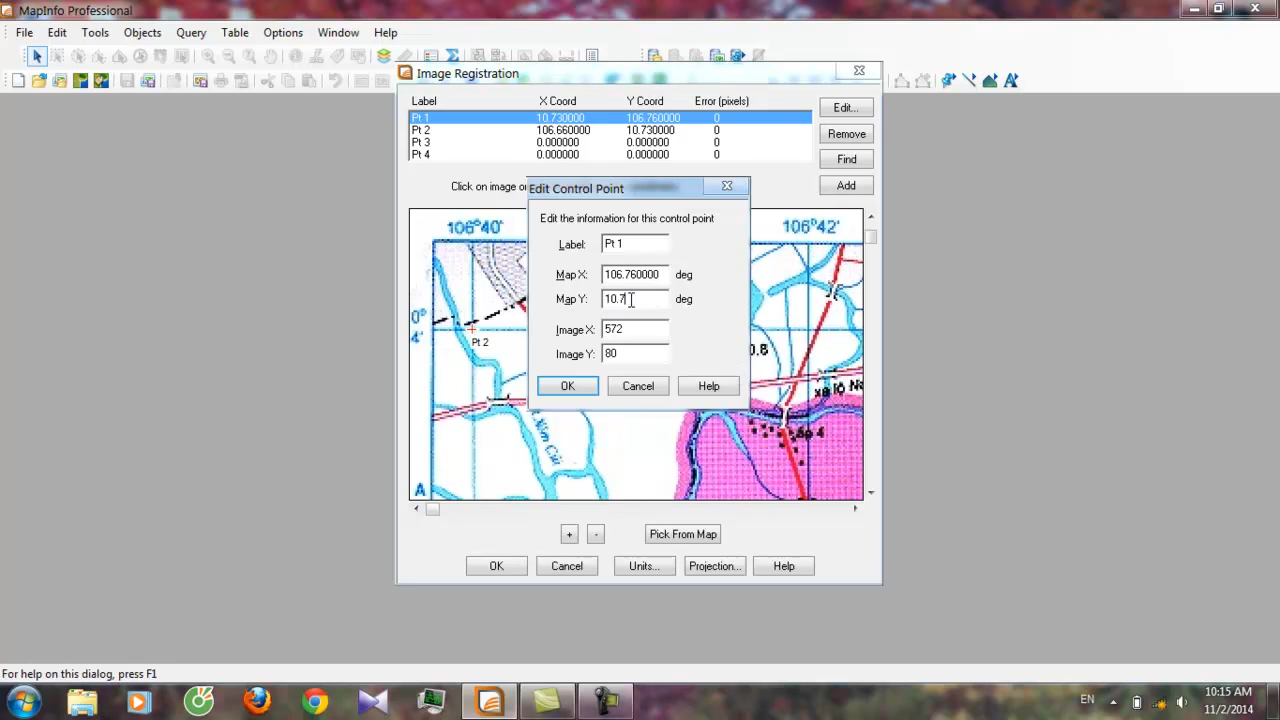 MapInfo Professional
File Edit Tools Objects Query Table Options Window Help
Image Registration
Label X Coord Y Coord Error (pixels)
Pt 1 10.730000 106.760000 0
Pt 2 106.660000 10.730000 0
Pt 3 0.000000 0.000000 0
Pt 4 0.000000 0.000000 0
Edit...
Remove
Find
Add
Click on image or
Edit Control Point
Edit the information for this control point
Label: Pt 1
Map X: 106.760000 deg
Map Y: 10.7 deg
Image X: 572
Image Y: 80
OK Cancel Help
106°40' 106°42'
0°
4'
Pt 2
0.8
A
+ - Pick From Map
OK Cancel Units... Projection... Help
For help on this dialog, press F1
EN
10:15 AM
11/2/2014